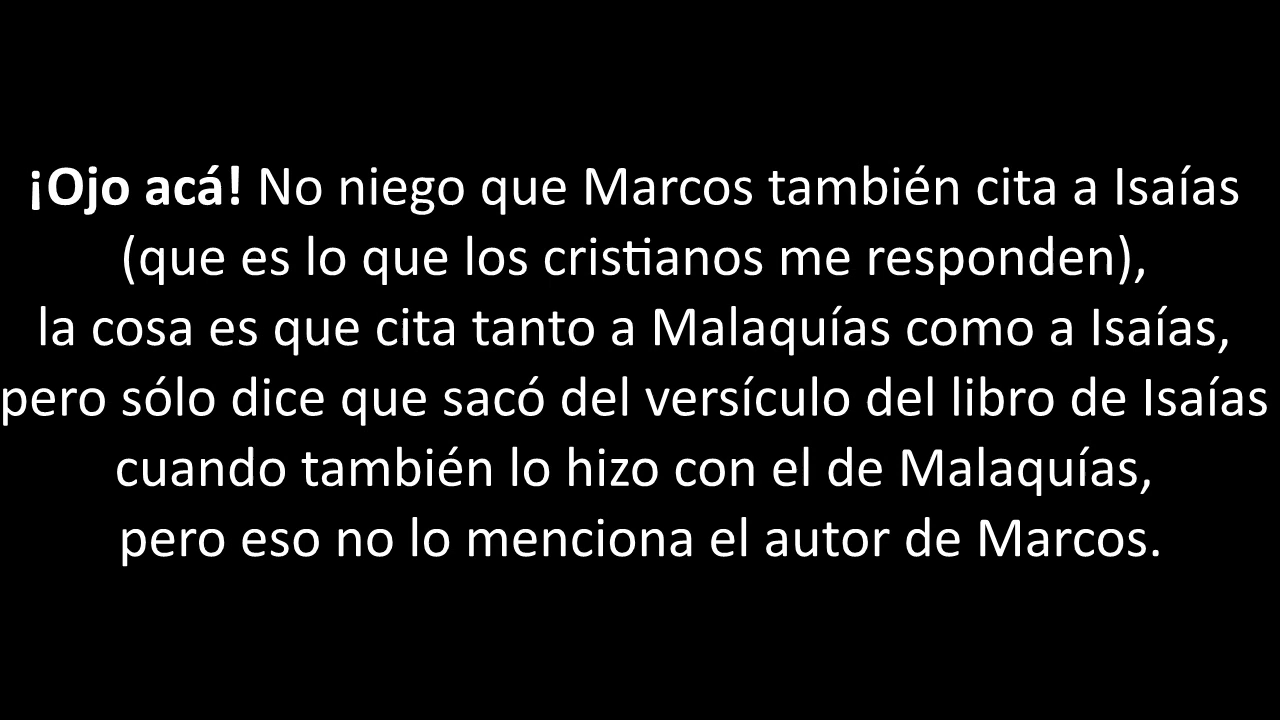 ¡Ojo acá! No niego que Marcos también cita a Isaías
(que es lo que los cristianos me responden),
la cosa es que cita tanto a Malaquías como a Isaías,
pero sólo dice que sacó del versículo del libro de Isaías
cuando también lo hizo con el de Malaquías,
pero eso no lo menciona el autor de Marcos.